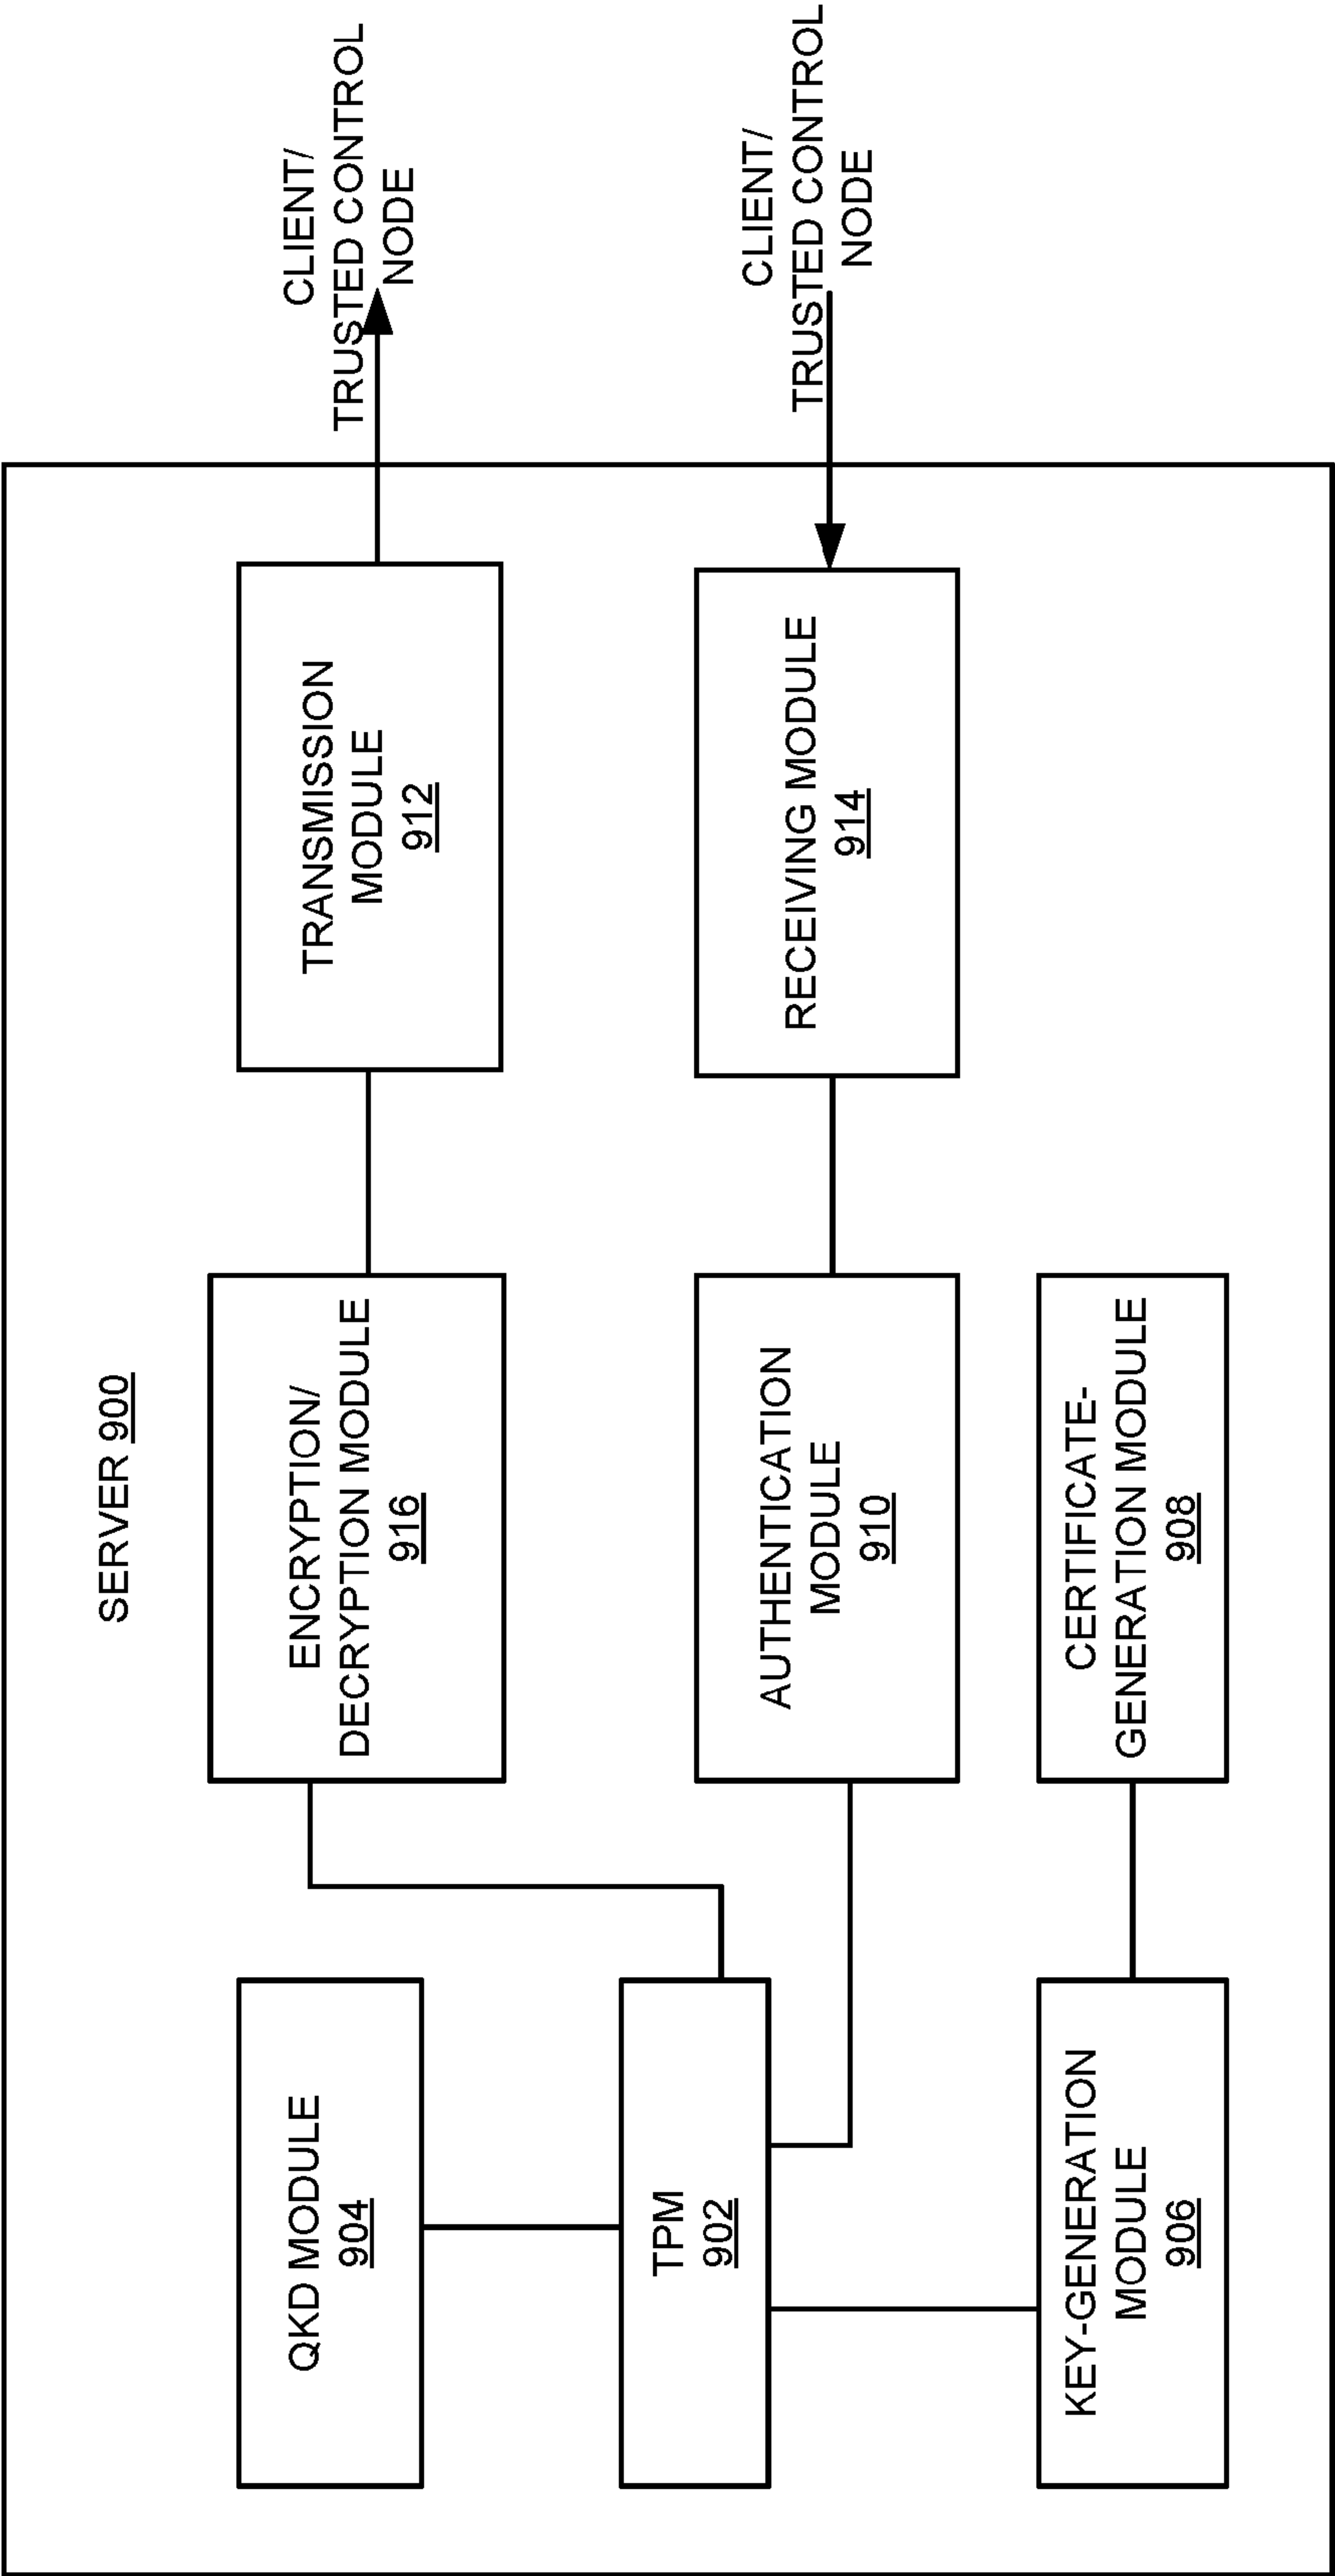 SERVER 900
QKD MODULE
904
ENCRYPTION/
DECRYPTION MODULE
916
TRANSMISSION
MODULE
912
CLIENT/
TRUSTED CONTROL
NODE
TPM
902
AUTHENTICATION
MODULE
910
RECEIVING MODULE
914
CLIENT/
TRUSTED CONTROL
NODE
KEY-GENERATION
MODULE
906
CERTIFICATE-
GENERATION MODULE
908